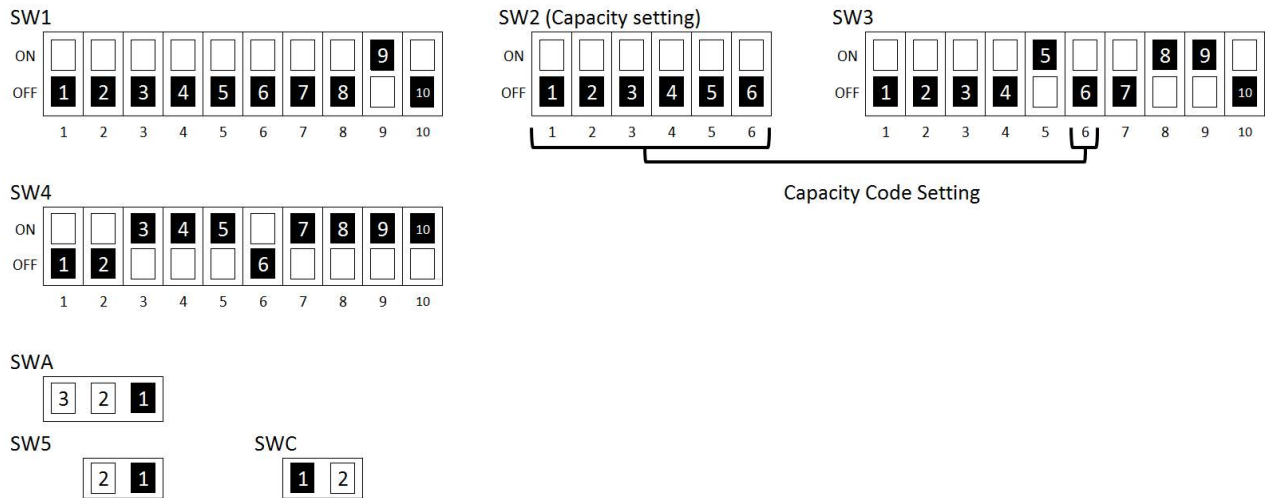 SW1 SW2 (Capacity setting) SW3
ON 9 ON ON 5 8 9
OFF 1 2 3 4 5 6 7 8 10 OFF 1 2 3 4 5 6 OFF 1 2 3 4 6 7 10
1 2 3 4 5 6 7 8 9 10 1 2 3 4 5 6 1 2 3 4 5 6 7 8 9 10
Capacity Code Setting
SW4
ON 3 4 5 7 8 9 10
OFF 1 2 6
1 2 3 4 5 6 7 8 9 10
SWA
3 2 1
SW5 SWC
2 1 1 2